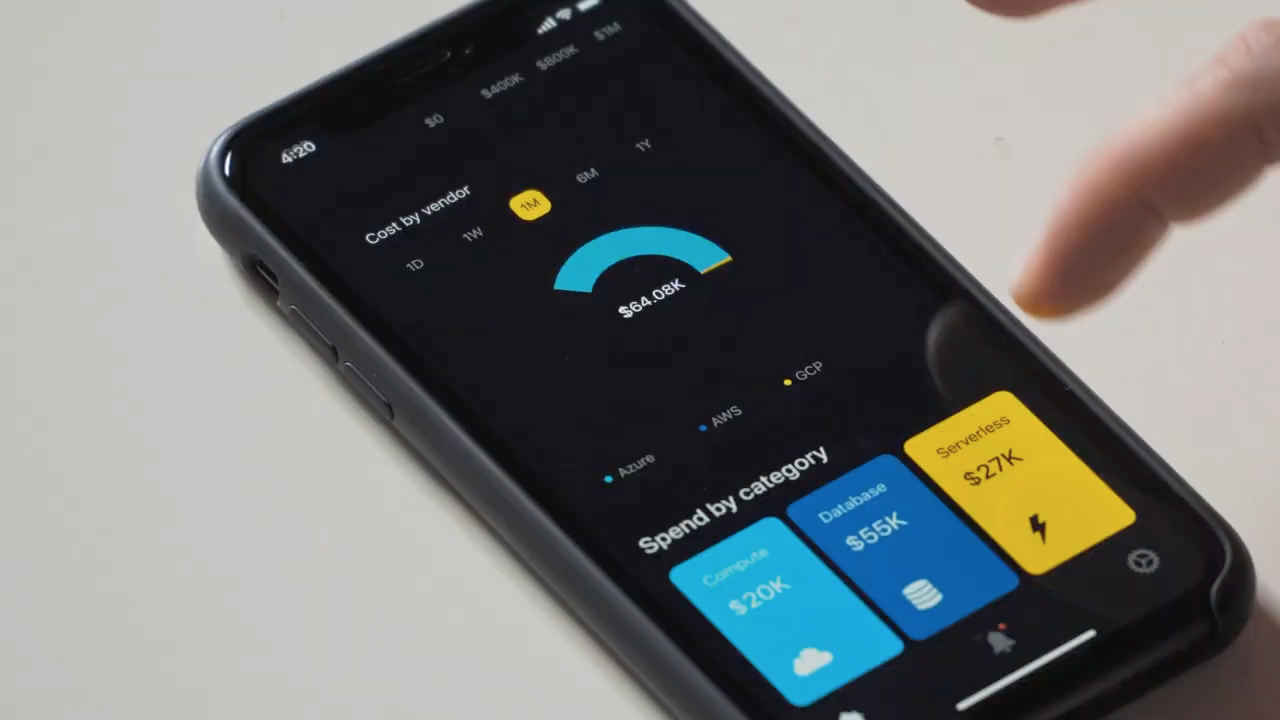 4:20
$0 $400K $800K $1M
Cost by vendor
1D 1W 1M 6M 1Y
$64.08K
Azure AWS GCP
Spend by category
Compute
$20K
Database
$55K
Serverless
$27K